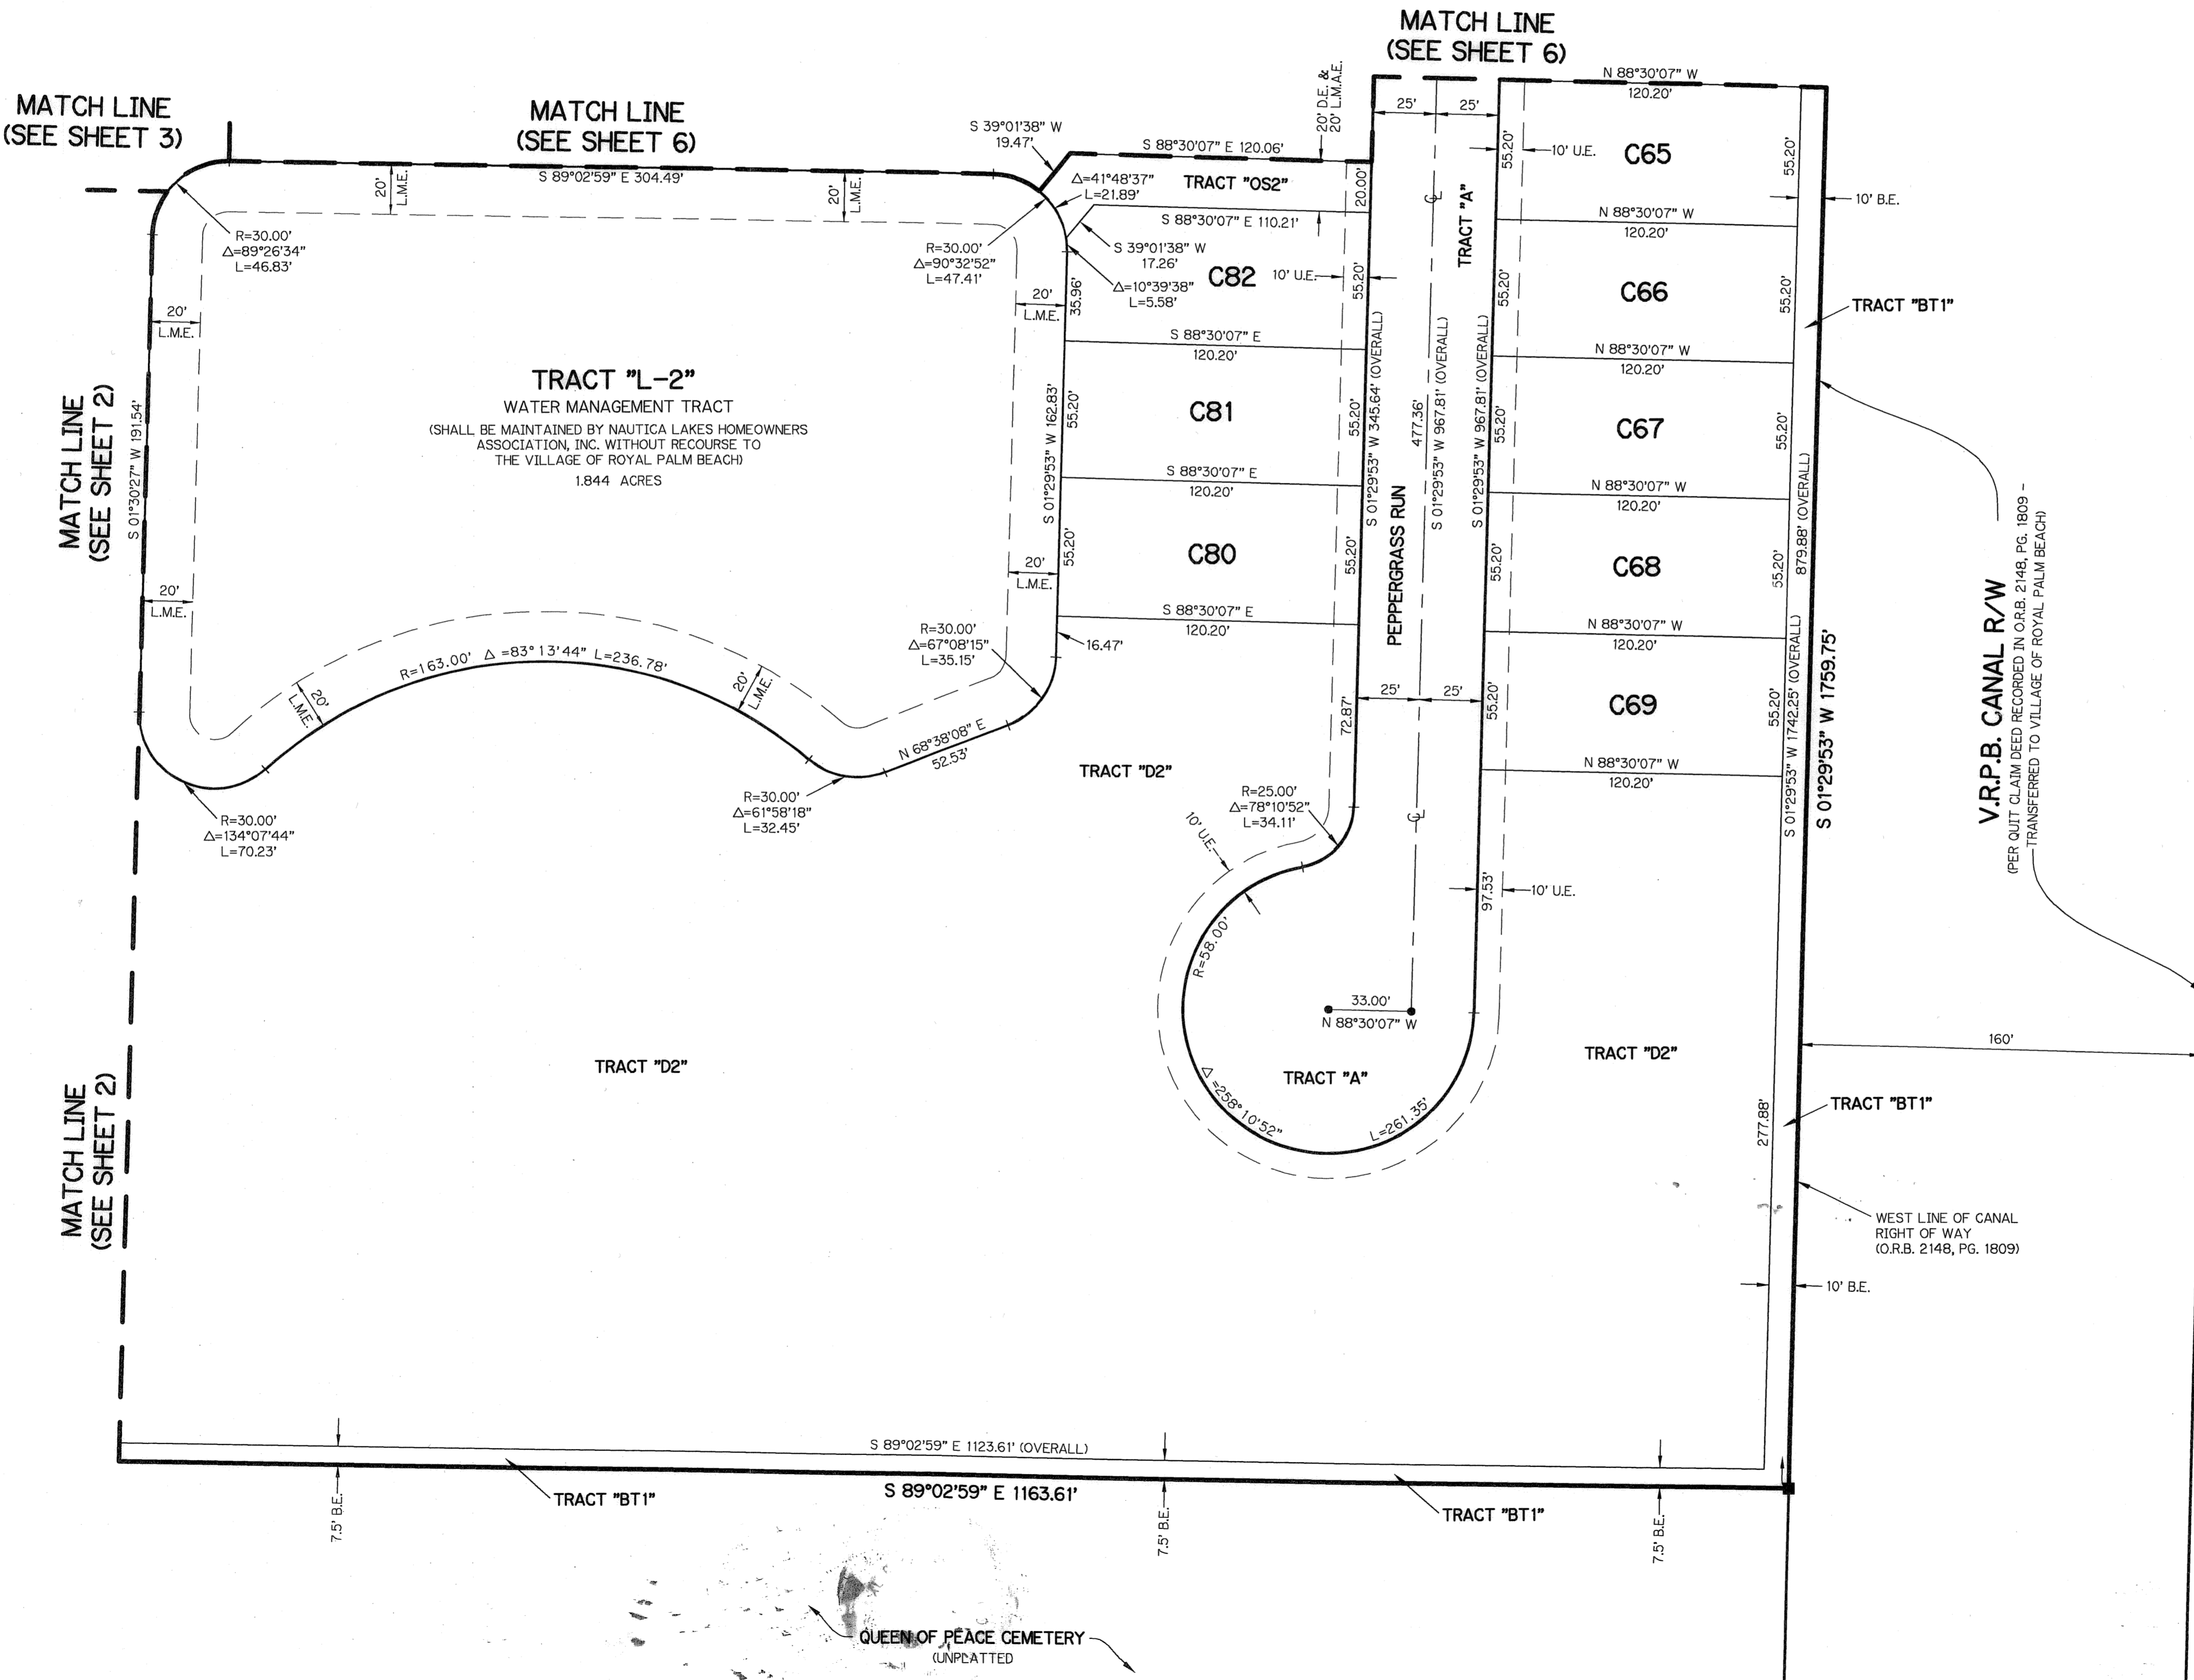 MATCH LINE
(SEE SHEET 6)
MATCH LINE
(SEE SHEET 3)
MATCH LINE
(SEE SHEET 6)
S 39°01'38" W
19.47'
S 88°30'07" E 120.06'
20' D.E. &
20' L.M.A.E.
25'
25'
N 88°30'07" W
120.20'
S 89°02'59" E 304.49'
20'
L.M.E.
20'
L.M.E.
Δ=41°48'37"
L=21.89'
TRACT "OS2"
20.00'
S 88°30'07" E 110.21'
S 39°01'38" W
17.26'
R=30.00'
Δ=89°26'34"
L=46.83'
R=30.00'
Δ=90°32'52"
L=47.41'
Δ=10°39'38"
L=5.58'
C82
10' U.E.
55.20'
35.96'
TRACT "A"
℄
55.20'
10' U.E.
C65
55.20'
10' B.E.
N 88°30'07" W
120.20'
55.20'
C66
55.20'
TRACT "BT1"
N 88°30'07" W
120.20'
20'
L.M.E.
20'
L.M.E.
S 88°30'07" E
120.20'
MATCH LINE
(SEE SHEET 2)
S 01°30'27" W 191.54'
TRACT "L-2"
WATER MANAGEMENT TRACT
(SHALL BE MAINTAINED BY NAUTICA LAKES HOMEOWNERS
ASSOCIATION, INC. WITHOUT RECOURSE TO
THE VILLAGE OF ROYAL PALM BEACH)
1.844 ACRES
S 01°29'53" W 162.83'
55.20'
C81
55.20'
S 01°29'53" W 345.64' (OVERALL)
477.36'
S 01°29'53" W 967.81' (OVERALL)
S 01°29'53" W 967.81' (OVERALL)
55.20'
C67
55.20'
N 88°30'07" W
120.20'
S 88°30'07" E
120.20'
PEPPERGRASS RUN
879.88' (OVERALL)
55.20'
C80
55.20'
55.20'
C68
55.20'
20'
L.M.E.
20'
L.M.E.
S 88°30'07" E
120.20'
N 88°30'07" W
120.20'
V.R.P.B. CANAL R/W
(PER QUIT CLAIM DEED RECORDED IN O.R.B. 2148, PG. 1809 -
TRANSFERRED TO VILLAGE OF ROYAL PALM BEACH)
S 01°29'53" W 1742.25' (OVERALL)
S 01°29'53" W 1759.75'
R=30.00'
Δ=67°08'15"
L=35.15'
16.47'
R=163.00' Δ=83°13'44" L=236.78'
20'
L.M.E.
20'
L.M.E.
72.87'
25'
25'
55.20'
C69
55.20'
N 68°38'08" E
52.53'
TRACT "D2"
N 88°30'07" W
120.20'
R=30.00'
Δ=134°07'44"
L=70.23'
R=30.00'
Δ=61°58'18"
L=32.45'
R=25.00'
Δ=78°10'52"
L=34.11'
℄
10' U.E.
97.53'
10' U.E.
R=58.00'
33.00'
N 88°30'07" W
160'
TRACT "D2"
TRACT "A"
TRACT "D2"
Δ=258°10'52"
L=261.35'
MATCH LINE
(SEE SHEET 2)
277.88'
TRACT "BT1"
WEST LINE OF CANAL
RIGHT OF WAY
(O.R.B. 2148, PG. 1809)
10' B.E.
S 89°02'59" E 1123.61' (OVERALL)
S 89°02'59" E 1163.61'
TRACT "BT1"
TRACT "BT1"
7.5' B.E.
7.5' B.E.
7.5' B.E.
QUEEN OF PEACE CEMETERY
(UNPLATTED